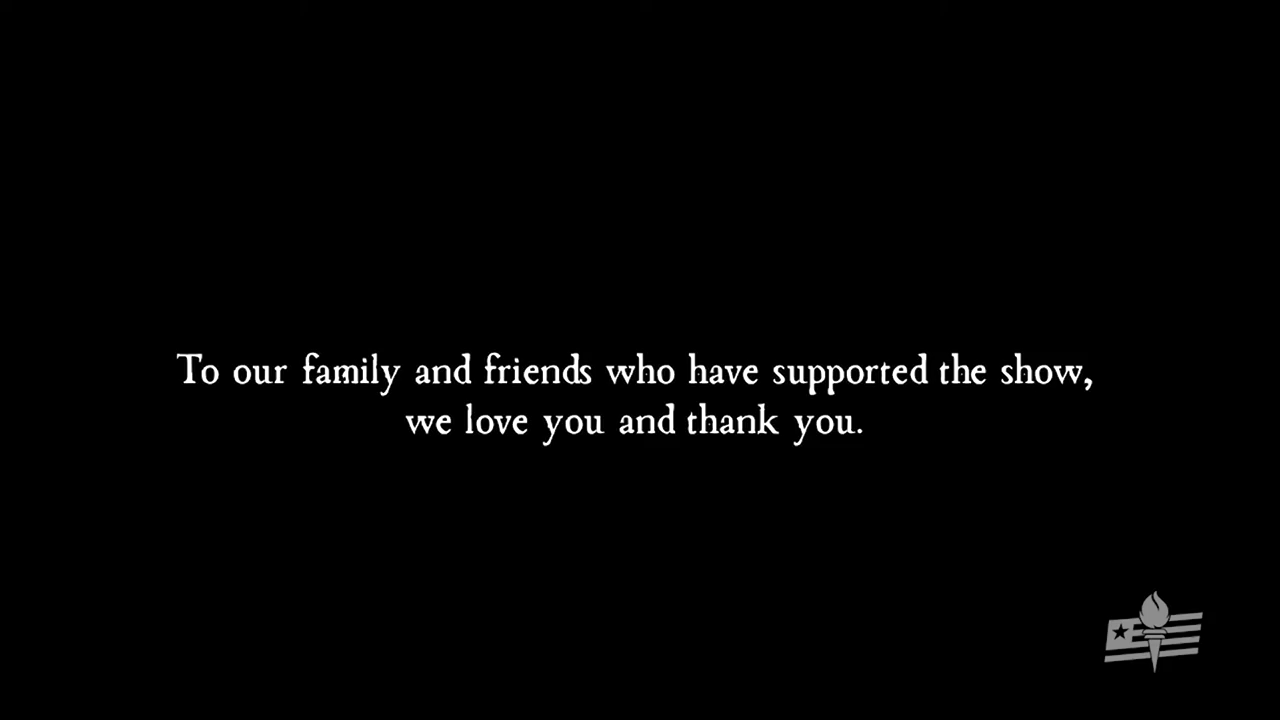 To our family and friends who have supported the show,
we love you and thank you.